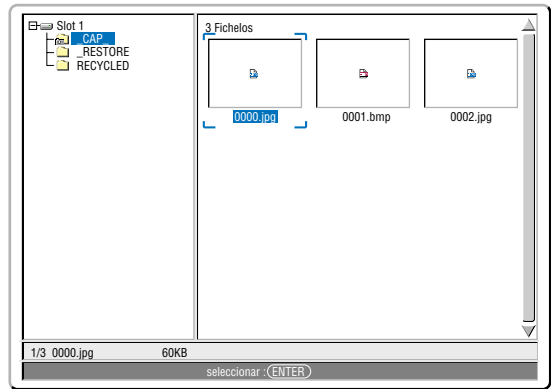 Slot 1
_CAP_
_RESTORE
RECYCLED
3 Fichelos
0000.jpg
0001.bmp
0002.jpg
1/3 0000.jpg 60KB
seleccionar :ENTER